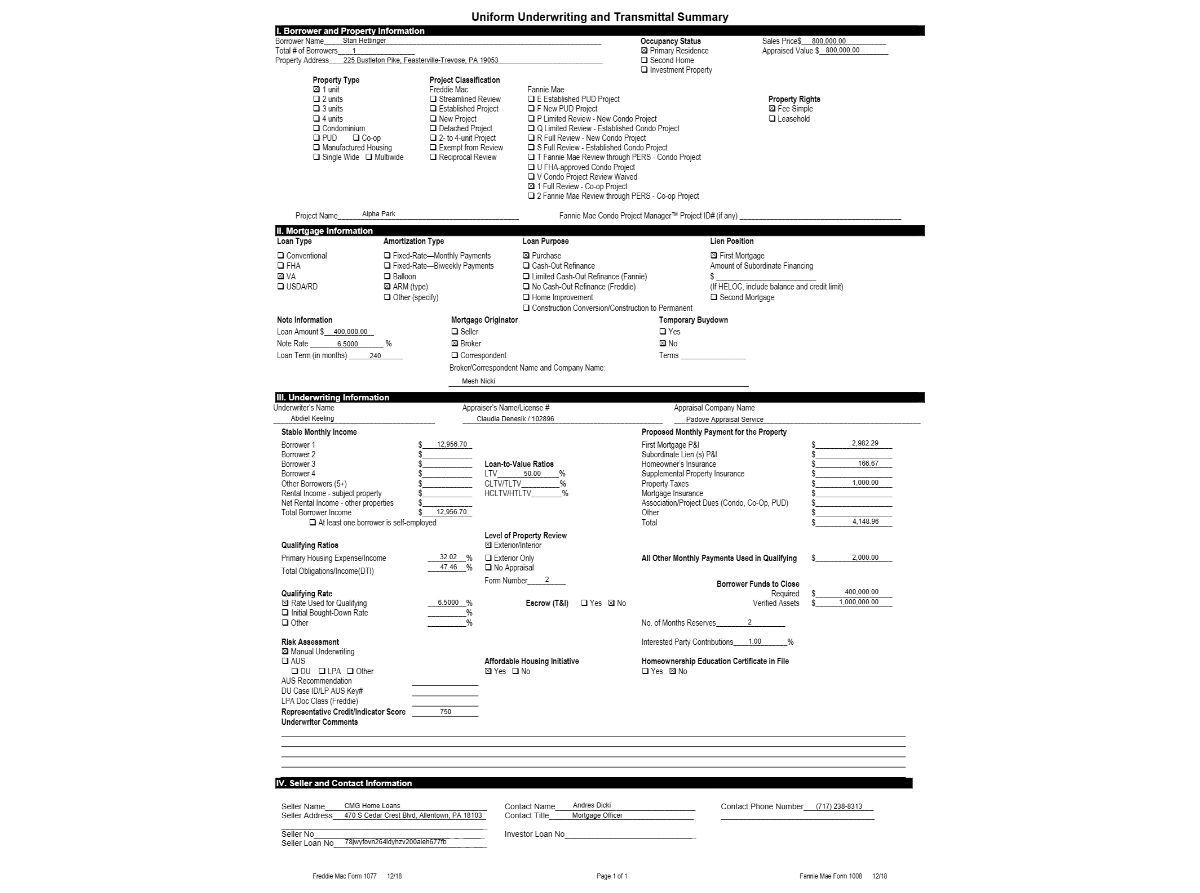 Uniform Underwriting and Transmittal Summary
I. Borrower and Property Information
Borrower Name Stan Hettinger
Total # of Borrowers 1
Property Address 225 Bustleton Pike, Feasterville-Trevose, PA 19053
Occupancy Status
☒ Primary Residence
☐ Second Home
☐ Investment Property
Sales Price$ 800,000.00
Appraised Value $ 800,000.00
Property Type
☒ 1 unit
☐ 2 units
☐ 3 units
☐ 4 units
☐ Condominium
☐ PUD ☐ Co-op
☐ Manufactured Housing
☐ Single Wide ☐ Multiwide
Project Classification
Freddie Mac
☐ Streamlined Review
☐ Established Project
☐ New Project
☐ Detached Project
☐ 2- to 4-unit Project
☐ Exempt from Review
☐ Reciprocal Review
Fannie Mae
☐ E Established PUD Project
☐ F New PUD Project
☐ P Limited Review - New Condo Project
☐ Q Limited Review - Established Condo Project
☐ R Full Review - New Condo Project
☐ S Full Review - Established Condo Project
☐ T Fannie Mae Review through PERS - Condo Project
☐ U FHA-approved Condo Project
☐ V Condo Project Review Waived
☒ 1 Full Review - Co-op Project
☐ 2 Fannie Mae Review through PERS - Co-op Project
Property Rights
☒ Fee Simple
☐ Leasehold
Project Name Alpha Park
Fannie Mae Condo Project Manager™ Project ID# (if any)
II. Mortgage Information
Loan Type
☐ Conventional
☐ FHA
☒ VA
☐ USDA/RD
Amortization Type
☐ Fixed-Rate—Monthly Payments
☐ Fixed-Rate—Biweekly Payments
☐ Balloon
☒ ARM (type)
☐ Other (specify)
Loan Purpose
☒ Purchase
☐ Cash-Out Refinance
☐ Limited Cash-Out Refinance (Fannie)
☐ No Cash-Out Refinance (Freddie)
☐ Home Improvement
☐ Construction Conversion/Construction to Permanent
Lien Position
☒ First Mortgage
Amount of Subordinate Financing
$
(If HELOC, include balance and credit limit)
☐ Second Mortgage
Note Information
Loan Amount $ 400,000.00
Note Rate 6.5000 %
Loan Term (in months) 240
Mortgage Originator
☐ Seller
☒ Broker
☐ Correspondent
Broker/Correspondent Name and Company Name:
Mesh Nicki
Temporary Buydown
☐ Yes
☒ No
Terms
III. Underwriting Information
Underwriter's Name
Abdiel Keeling
Appraiser's Name/License #
Claudia Denesik / 102896
Appraisal Company Name
Padove Appraisal Service
Stable Monthly Income
Borrower 1 $ 12,956.70
Borrower 2 $
Borrower 3 $
Borrower 4 $
Other Borrowers (5+) $
Rental Income - subject property $
Net Rental Income - other properties $
Total Borrower Income $ 12,956.70
☐ At least one borrower is self-employed
Loan-to-Value Ratios
LTV 50.00 %
CLTV/TLTV %
HCLTV/HTLTV %
Proposed Monthly Payment for the Property
First Mortgage P&I $ 2,982.29
Subordinate Lien (s) P&I $
Homeowner's Insurance $ 166.67
Supplemental Property Insurance $
Property Taxes $ 1,000.00
Mortgage Insurance $
Association/Project Dues (Condo, Co-Op, PUD) $
Other $
Total $ 4,148.96
Qualifying Ratios
Primary Housing Expense/Income 32.02 %
Total Obligations/Income(DTI) 47.46 %
Level of Property Review
☒ Exterior/Interior
☐ Exterior Only
☐ No Appraisal
Form Number 2
All Other Monthly Payments Used in Qualifying $ 2,000.00
Borrower Funds to Close
Required $ 400,000.00
Verified Assets $ 1,000,000.00
Qualifying Rate
☒ Rate Used for Qualifying 6.5000 %
☐ Initial Bought-Down Rate %
☐ Other %
Escrow (T&I) ☐ Yes ☒ No
No. of Months Reserves 2
Interested Party Contributions 1.00 %
Risk Assessment
☒ Manual Underwriting
☐ AUS
☐ DU ☐ LPA ☐ Other
AUS Recommendation
DU Case ID/LP AUS Key#
LPA Doc Class (Freddie)
Representative Credit/Indicator Score 750
Affordable Housing Initiative
☒ Yes ☐ No
Homeownership Education Certificate in File
☐ Yes ☒ No
Underwriter Comments
IV. Seller and Contact Information
Seller Name CMG Home Loans
Seller Address 470 S Cedar Crest Blvd, Allentown, PA 18103
Seller No
Seller Loan No
Contact Name Andres Dicki
Contact Title Mortgage Officer
Investor Loan No
Contact Phone Number (717) 238-8313
Freddie Mac Form 1077 12/18
Page 1 of 1
Fannie Mae Form 1008 12/18